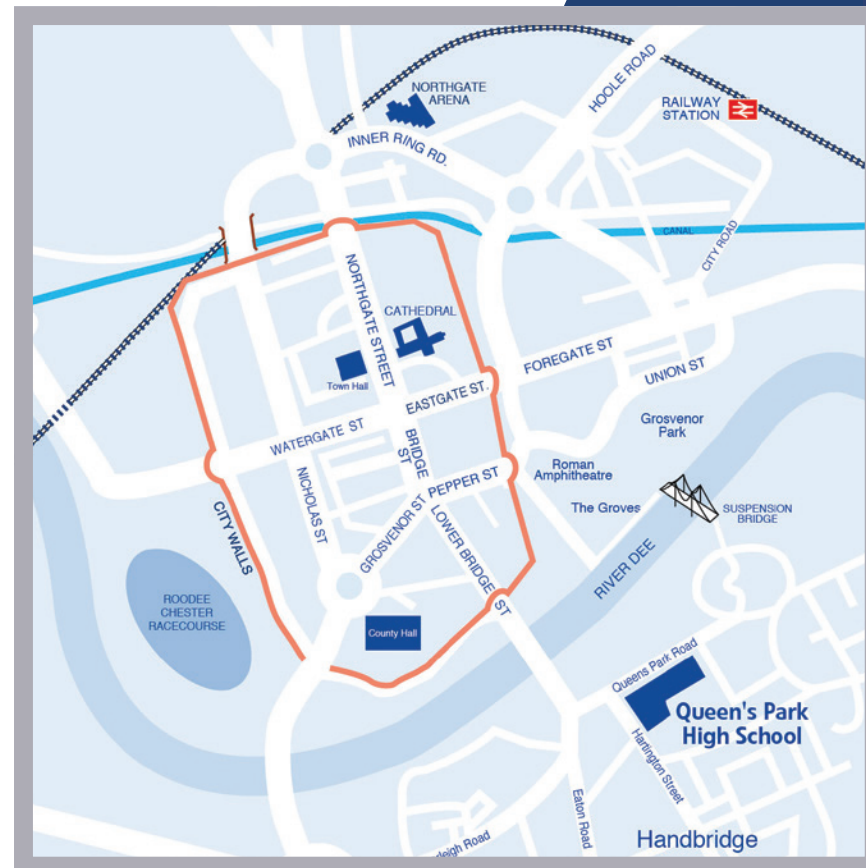 NORTHGATE
ARENA
HOOLE ROAD
RAILWAY
STATION
INNER RING RD.
CANAL
CITY ROAD
NORTHGATE STREET
CATHEDRAL
Town Hall
FOREGATE ST
EASTGATE ST.
UNION ST
WATERGATE ST
BRIDGE
ST
Grosvenor
Park
NICHOLAS ST
PEPPER ST
Roman
Amphitheatre
GROSVENOR ST
The Groves
SUSPENSION
BRIDGE
CITY WALLS
LOWER BRIDGE ST
RIVER DEE
ROODEE
CHESTER
RACECOURSE
County Hall
Queens Park Road
Queen's Park
High School
Hartington Street
Eaton Road
Handbridge
Road